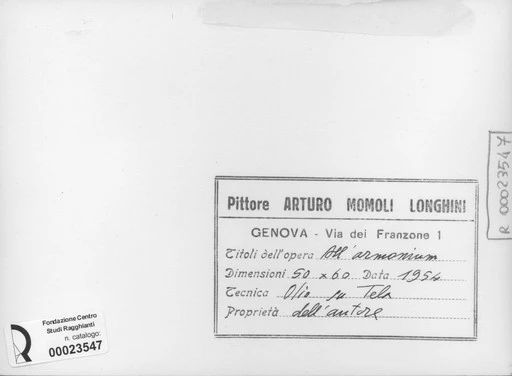 Pittore ARTURO MOMOLI LONGHINI
GENOVA - Via dei Franzone 1
Titoli dell'opera All'armonium
Dimensioni 50 x 60 Data 1954
Tecnica Olio su Tela
Proprietà dell'autore
R 00023547
Fondazione Centro
Studi Ragghianti
n. catalogo:
00023547